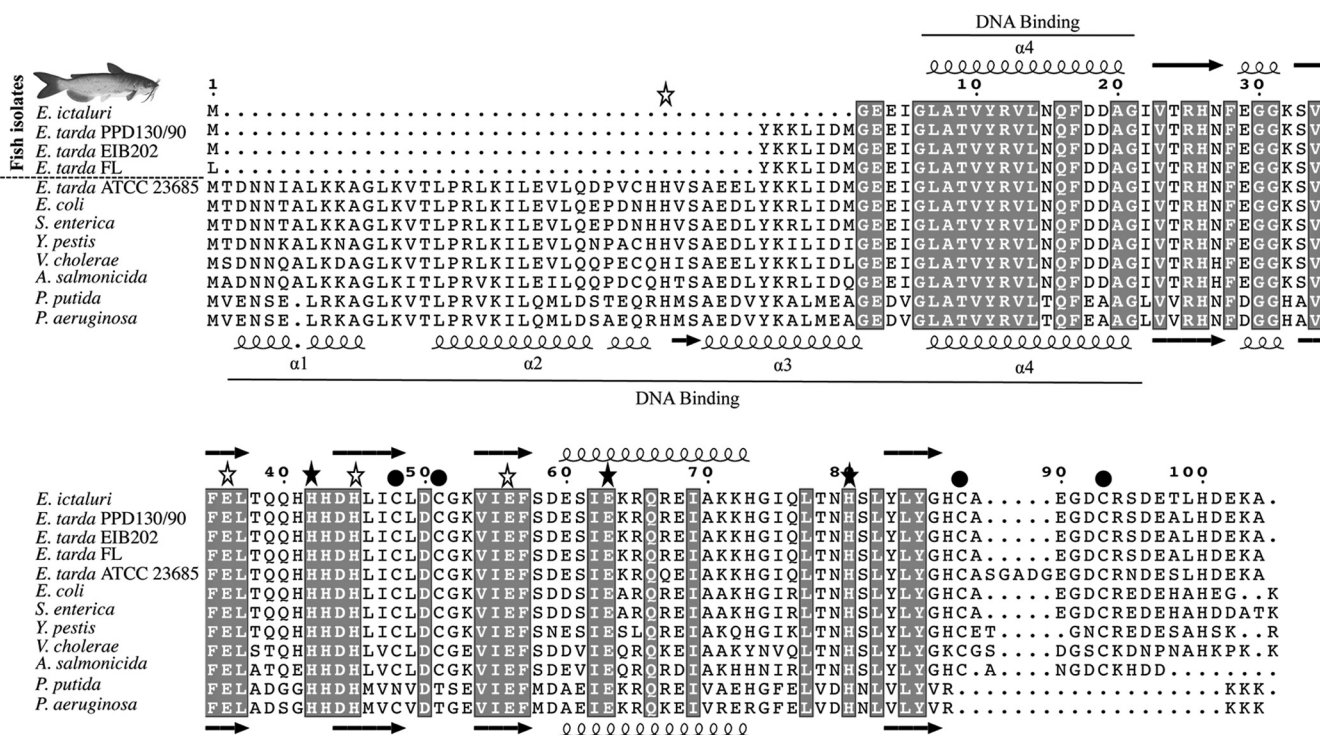 DNA Binding
α4
Fish isolates
1 10 20 30
E. ictaluri M.............................................GEEIGLATVYRVLNQFDDAGIVTRHNFEGGKSV
E. tarda PPD130/90 M......................................YKKLIDMGEEIGLATVYRVLNQFDDAGIVTRHNFEGGKSV
E. tarda EIB202 M......................................YKKLIDMGEEIGLATVYRVLNQFDDAGIVTRHNFEGGKSV
E. tarda FL L......................................YKKLIDMGEEIGLATVYRVLNQFDDAGIVTRHNFEGGKSV
E. tarda ATCC 23685 MTDNNIALKKAGLKVTLPRLKILEVLQDPVCHHVSAEELYKKLIDMGEEIGLATVYRVLNQFDDAGIVTRHNFEGGKSV
E. coli MTDNNTALKKAGLKVTLPRLKILEVLQEPDNHHVSAEDLYKRLIDMGEEIGLATVYRVLNQFDDAGIVTRHNFEGGKSV
S. enterica MTDNNTALKKAGLKVTLPRLKILEVLQEPDNHHVSAEDLYKRLIDMGEEIGLATVYRVLNQFDDAGIVTRHNFEGGKSV
Y. pestis MTDNNKALKNAGLKVTLPRLKILEVLQNPACHHVSAEDLYKILIDIGEEIGLATVYRVLNQFDDAGIVTRHNFEGGKSV
V. cholerae MSDNNQALKDAGLKVTLPRLKILEVLQQPECQHISAEELYKKLIDLGEEIGLATVYRVLNQFDDAGIVTRHHFEGGKSV
A. salmonicida MADNNQALKKAGLKITLPRVKILEILQQPDCQHTSAEDLYKRLIDQGEEIGLATVYRVLNQFDDAGIVTRHHFEGGKSV
P. putida MVENSE.LRKAGLKVTLPRVKILQMLDSTEQRHMSAEDVYKALMEAGEDVGLATVYRVLTQFEAAGLVVRHNFDGGHAV
P. aeruginosa MVENSE.LRKAGLKVTLPRVKILQMLDSAEQRHMSAEDVYKALMEAGEDVGLATVYRVLTQFEAAGLVVRHNFDGGHAV
α1 α2 α3 α4
DNA Binding
40 50 60 70 80 90 100
E. ictaluri FELTQQHHHDHLICLDCGKVIEFSDESIEKRQREIAKKHGIQLTNHSLYLYGHCA.....EGDCRSDETLHDEKA.
E. tarda PPD130/90 FELTQQHHHDHLICLDCGKVIEFSDESIEKRQREIAKKHGIQLTNHSLYLYGHCA.....EGDCRSDEALHDEKA.
E. tarda EIB202 FELTQQHHHDHLICLDCGKVIEFSDESIEKRQREIAKKHGIQLTNHSLYLYGHCA.....EGDCRSDEALHDEKA.
E. tarda FL FELTQQHHHDHLICLDCGKVIEFSDESIEKRQREIAKKHGIQLTNHSLYLYGHCA.....EGDCRSDEALHDEKA.
E. tarda ATCC 23685 FELTQQHHHDHLICLDCGKVIEFSDESIEKRQQEIAKKHGIQLTNHSLYLYGHCASGADGEGDCRNDESLHDEKA
E. coli FELTQQHHHDHLICLDCGKVIEFSDDSIEARQREIAAKHGIRLTNHSLYLYGHCA.....EGDCREDEHAHEG..K
S. enterica FELTQQHHHDHLICLDCGKVIEFSDDSIEARQREIAAKHGIRLTNHSLYLYGHCA.....EGDCREDEHAHDDATK
Y. pestis FELTQQHHHDHLICLDCGKVIEFSNESIESLQREIAKQHGIKLTNHSLYLYGHCET.....GNCREDESAHSK..R
V. cholerae FELSTQHHHDHLVCLDCGEVIEFSDDVIEQRQREIAAKYNVQLTNHSLYLYGKCGS.....DGSCKDNPNAHKPK.K
A. salmonicida FELATQEHHDHLVCLDCGKVIEFSDEVIEQRQRDIAKHHNIRLTNHSLYLYGHC.A.....NGDCKHDD........
P. putida FELADGGHHDHMVNVDTSEVIEFMDAEIEKRQREIVAEHGFELVDHNLVLYVR...................KKK.
P. aeruginosa FELADSGHHDHMVCVDTGEVIEFMDAEIEKRQKEIVRERGFELVDHNLVLYVR...................KKK